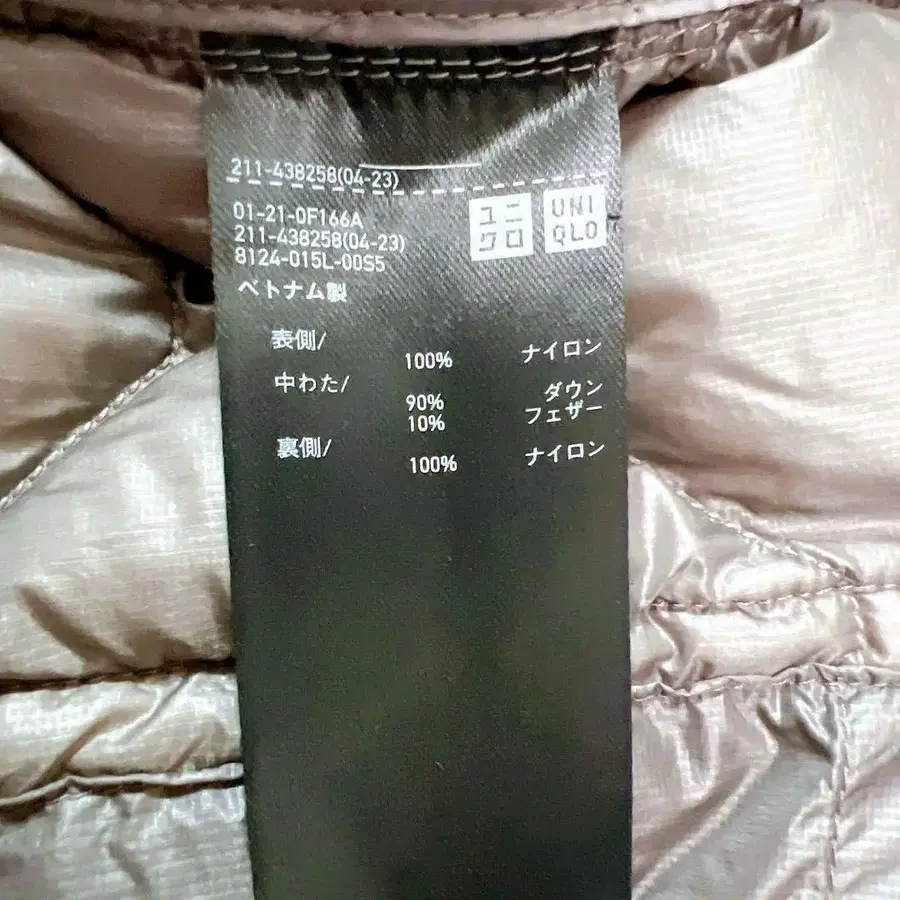 211-438258(04-23)
01-21-0F166A
211-438258(04-23)
8124-015L-00S5
ユニ
クロ
UNI
QLO
ベトナム製
表側/
100% ナイロン
中わた/
90% ダウン
10% フェザー
裏側/
100% ナイロン